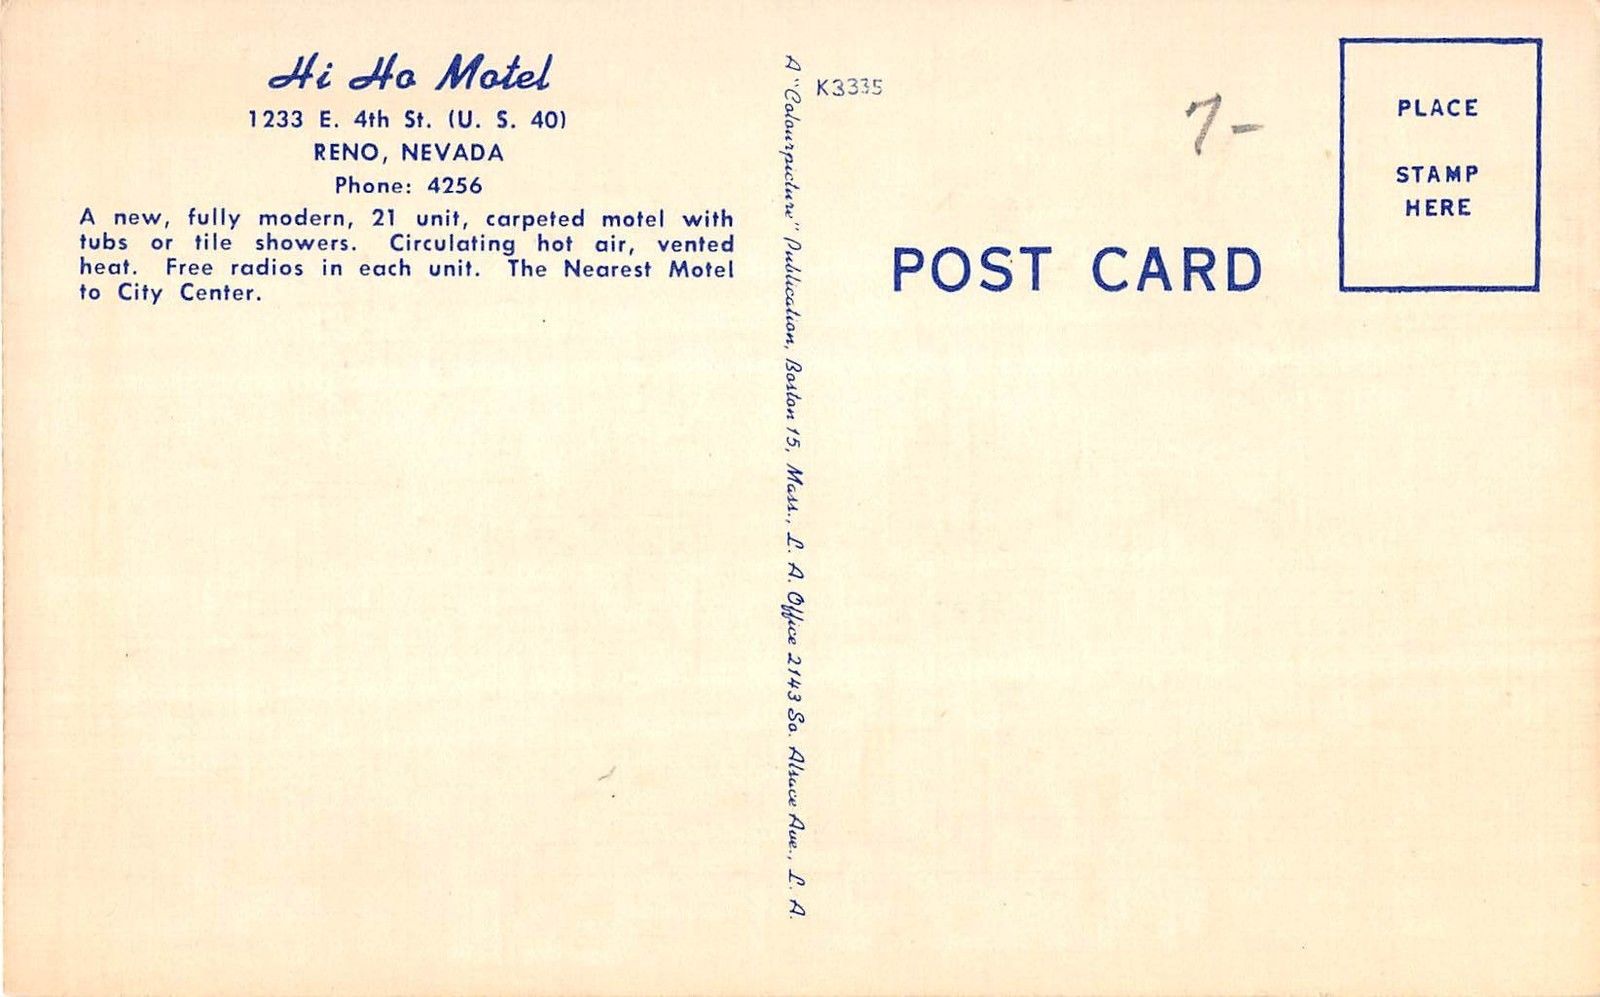 Hi Ho Motel
1233 E. 4th St. (U. S. 40)
RENO, NEVADA
Phone: 4256
A new, fully modern, 21 unit, carpeted motel with
tubs or tile showers. Circulating hot air, vented
heat. Free radios in each unit. The Nearest Motel
to City Center.
A "Colourpicture" Publication, Boston 15, Mass., L. A. Office 2143 So. Alsace Ave., L. A.
K3335
7-
PLACE
STAMP
HERE
POST CARD